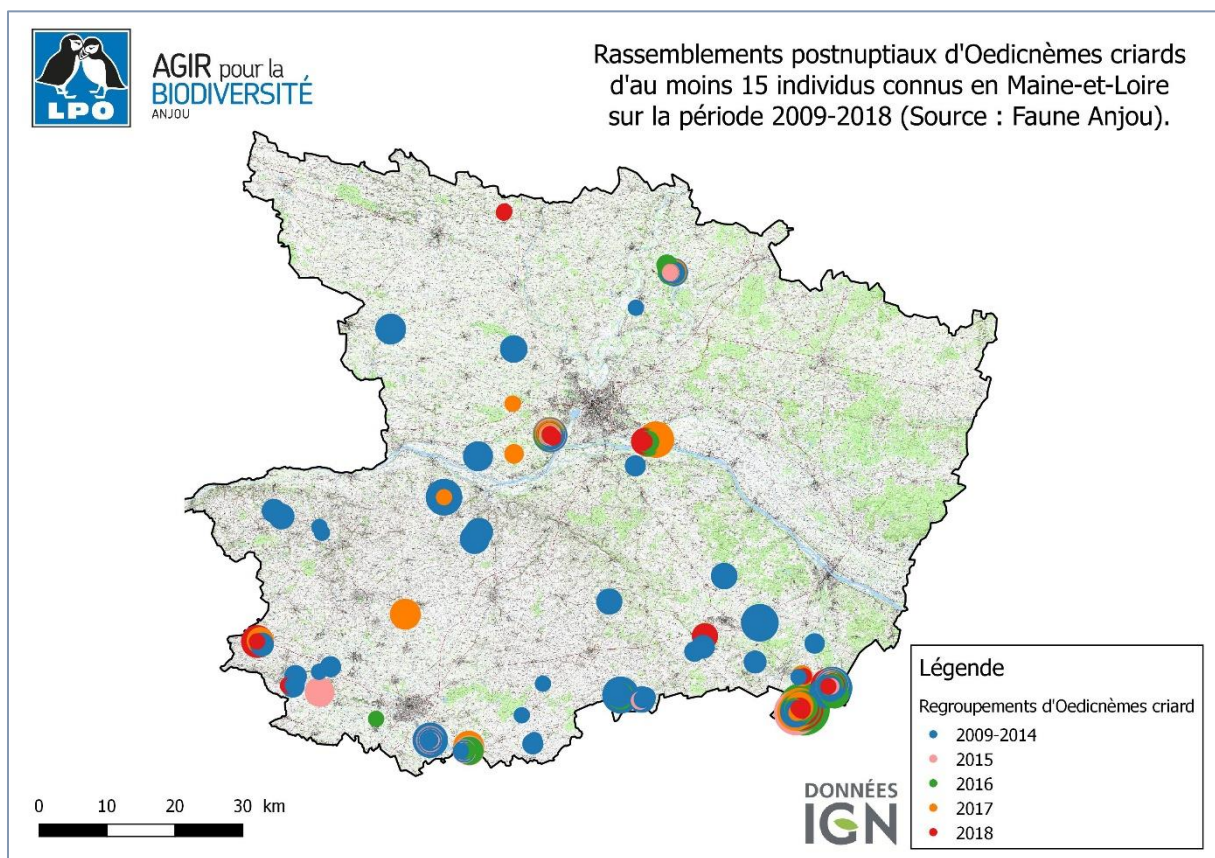 LPO
AGIR pour la
BIODIVERSITÉ
ANJOU
Rassemblements postnuptiaux d'Oedicnèmes criards
d'au moins 15 individus connus en Maine-et-Loire
sur la période 2009-2018 (Source : Faune Anjou).
Légende
Regroupements d'Oedicnèmes criard
2009-2014
2015
2016
2017
2018
0 10 20 30 km
DONNÉES
IGN